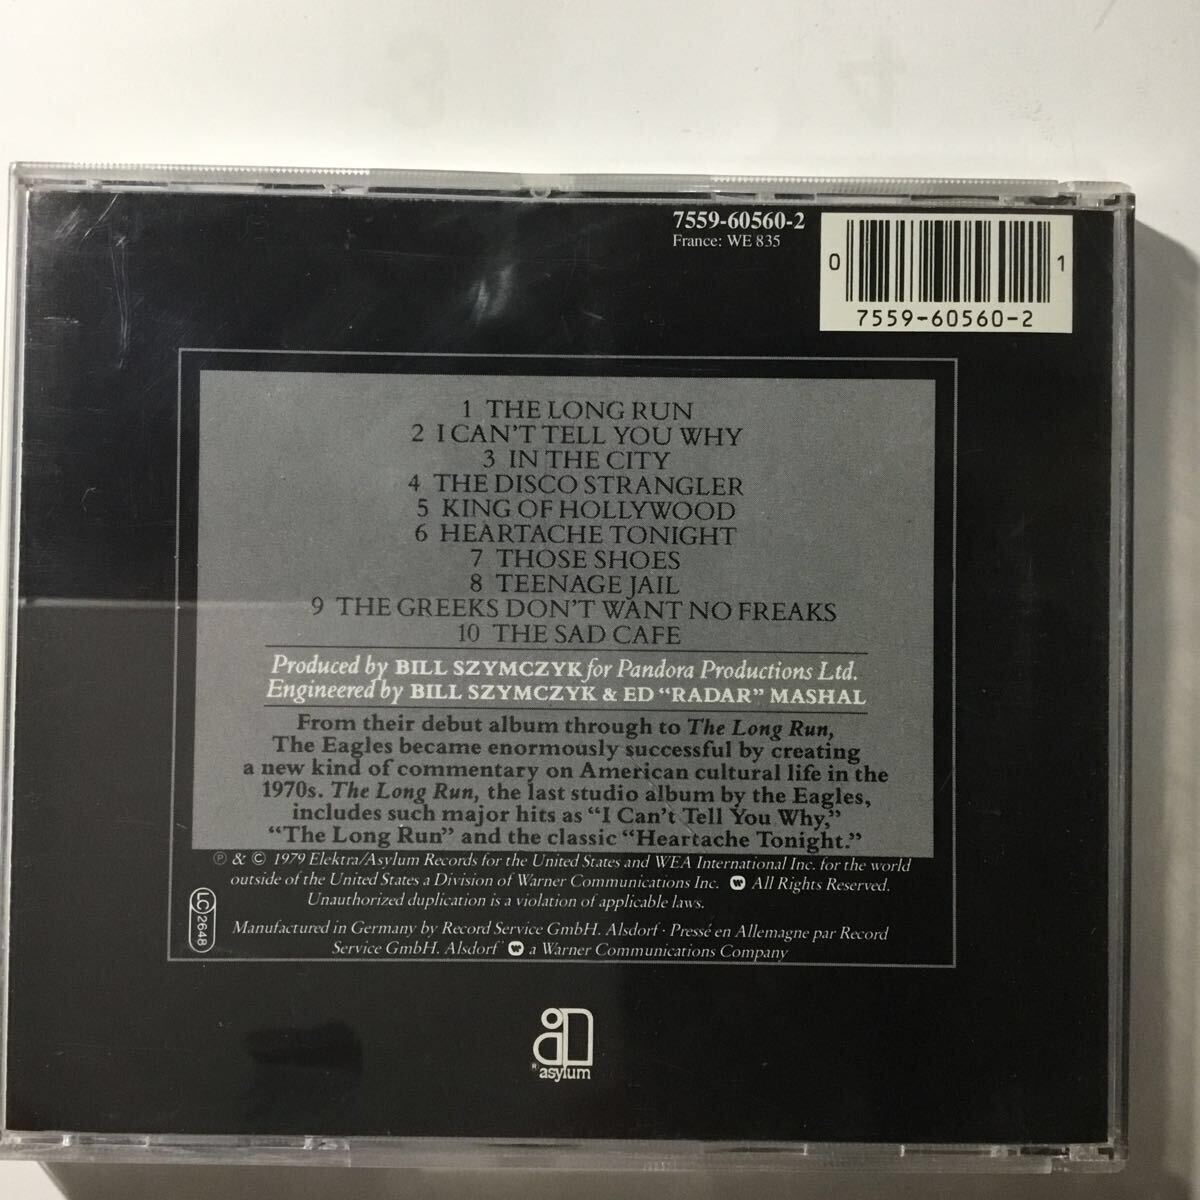 7559-60560-2
France: WE 835
0 1
7559-60560-2
1 THE LONG RUN
2 I CAN'T TELL YOU WHY
3 IN THE CITY
4 THE DISCO STRANGLER
5 KING OF HOLLYWOOD
6 HEARTACHE TONIGHT
7 THOSE SHOES
8 TEENAGE JAIL
9 THE GREEKS DON'T WANT NO FREAKS
10 THE SAD CAFE
Produced by BILL SZYMCZYK for Pandora Productions Ltd.
Engineered by BILL SZYMCZYK & ED “RADAR” MASHAL
From their debut album through to The Long Run,
The Eagles became enormously successful by creating
a new kind of commentary on American cultural life in the
1970s. The Long Run, the last studio album by the Eagles,
includes such major hits as “I Can't Tell You Why,”
“The Long Run” and the classic “Heartache Tonight.”
℗ & © 1979 Elektra/Asylum Records for the United States and WEA International Inc. for the world
outside of the United States a Division of Warner Communications Inc. All Rights Reserved.
Unauthorized duplication is a violation of applicable laws.
LC 2648
Manufactured in Germany by Record Service GmbH. Alsdorf · Pressé en Allemagne par Record
Service GmbH. Alsdorf a Warner Communications Company
® asylum